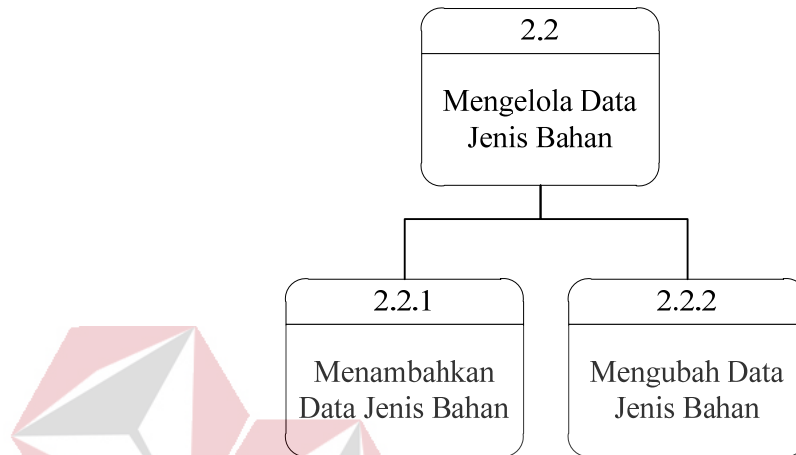 2.2
Mengelola Data
Jenis Bahan
2.2.1
Menambahkan
Data Jenis Bahan
2.2.2
Mengubah Data
Jenis Bahan